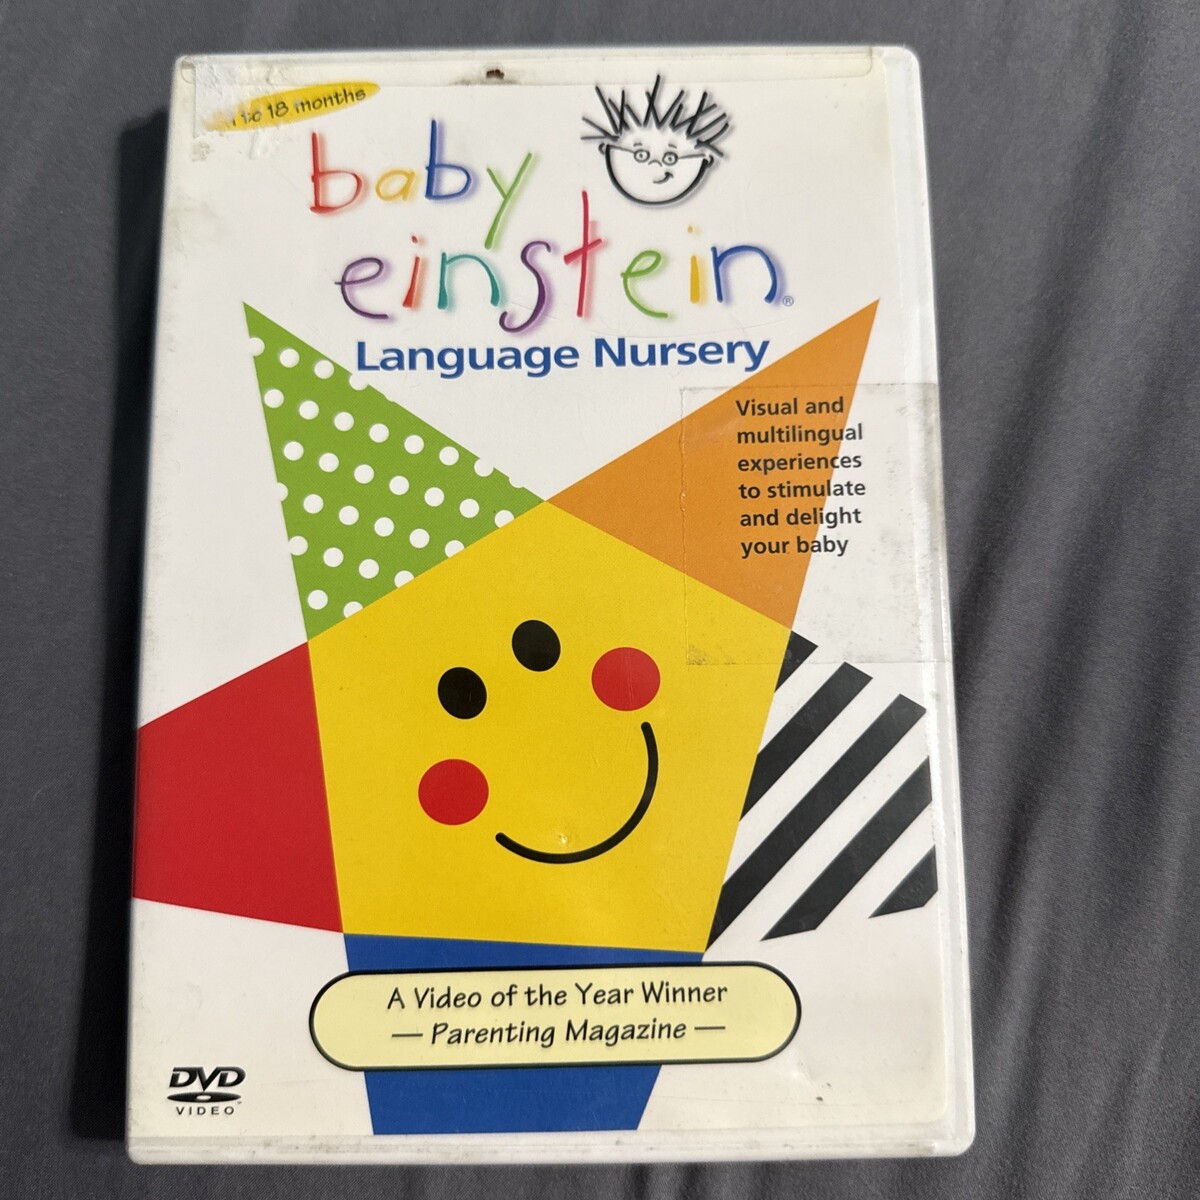 to 18 months
baby
einstein®
Language Nursery
Visual and
multilingual
experiences
to stimulate
and delight
your baby
A Video of the Year Winner
— Parenting Magazine —
DVD
VIDEO™